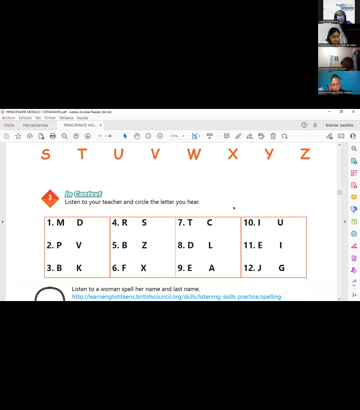 PRINCIPIANTE MODULO 1 ESTUDIANTE.pdf - Adobe Acrobat Reader (64-bit)
Archivo Edición Ver Firmar Ventana Ayuda
Inicio Herramientas PRINCIPIANTE MO... Iniciar sesión
S T U V W X Y Z
3 In Context
Listen to your teacher and circle the letter you hear.
1. M D 4. R S 7. T C 10. I U
2. P V 5. B Z 8. D L 11. E I
3. B K 6. F X 9. E A 12. J G
Listen to a woman spell her name and last name.
http://learnenglishteens.britishcouncil.org/skills/listening-skills-practice/spelling